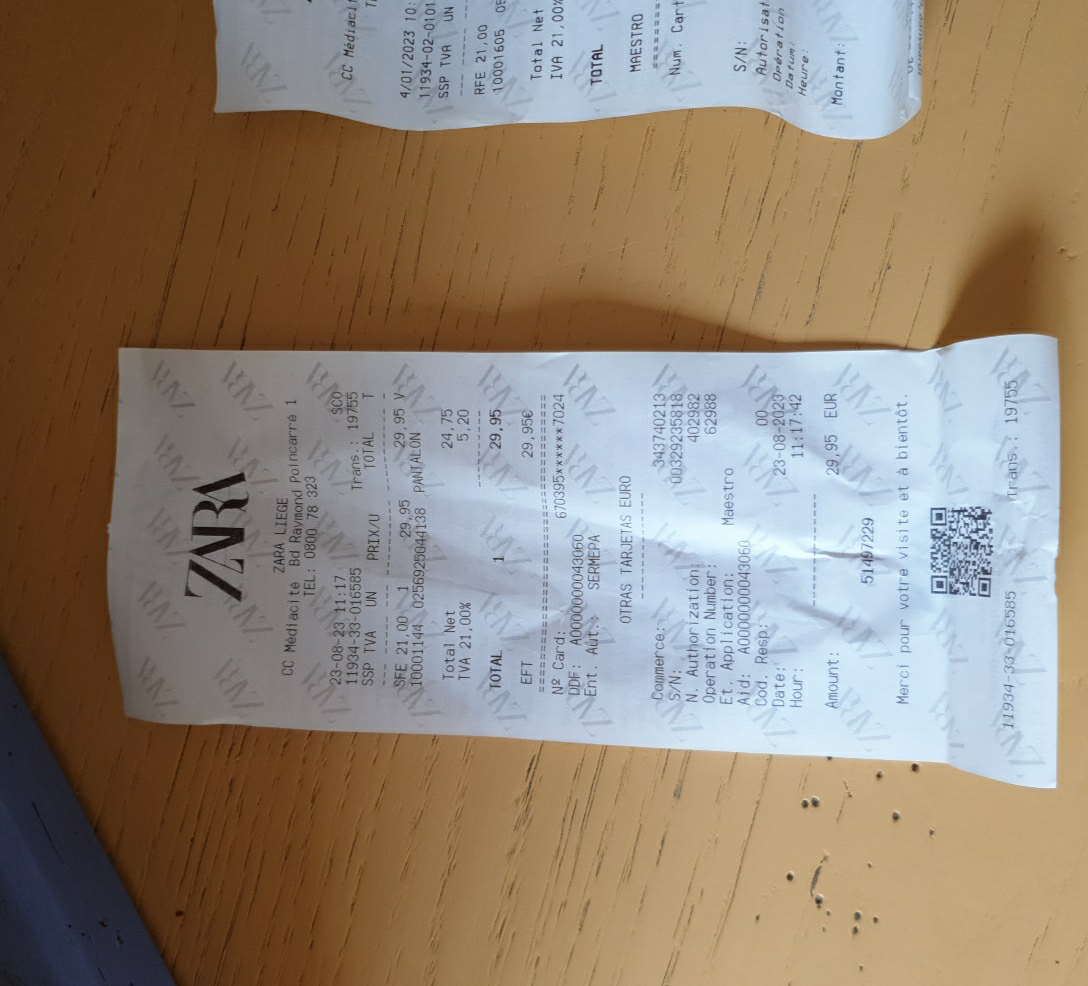 CC Médiacit
4/01/2023 10:
11934-02-0101
SSP TVA UN
RFE 21,00
10001605
Total Net
IVA 21,00%
TOTAL
MAESTRO
Num. Cart
S/N:
Autorisat
Opération
Datum:
Heure:
Montant:
ZARA
ZARA LIEGE
CC Médiacité Bd Raymond Poincarré 1
TEL: 0800 78 323
23-08-23 11:17 SCO
11934-33-016585 Trans.: 19755
SSP TVA UN PRIX/U TOTAL T
SFE 21,00 1 29,95 29,95 V
10001144 0256925044138 PANTALON
Total Net 24,75
TVA 21,00% 5,20
TOTAL 1 29,95
EFT 29,95€
Nº Card: 670395******7024
DDF: A0000000043060
Ent. Aut.: SERMEPA
OTRAS TARJETAS EURO
Commerce: 343740213
S/N: 00329235818
N. Authorization: 402982
Operation Number: 62988
Et. Application: Maestro
Aid: A0000000043060
Cod. Resp: 00
Date: 23-08-2023
Hour: 11:17:42
Amount: 29,95 EUR
51497229
Merci pour votre visite et à bientôt.
11934-33-016585 Trans.: 19755